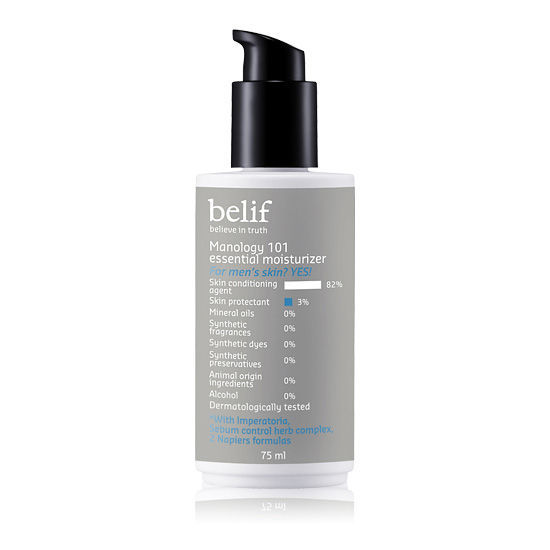 belif
believe in truth
Manology 101
essential moisturizer
For men's skin? YES!
Skin conditioning
agent 82%
Skin protectant 3%
Mineral oils 0%
Synthetic
fragrances 0%
Synthetic dyes 0%
Synthetic
preservatives 0%
Animal origin
ingredients 0%
Alcohol 0%
Dermatologically tested
*With Imperatoria,
Sebum control herb complex,
2 Napiers formulas
75 ml